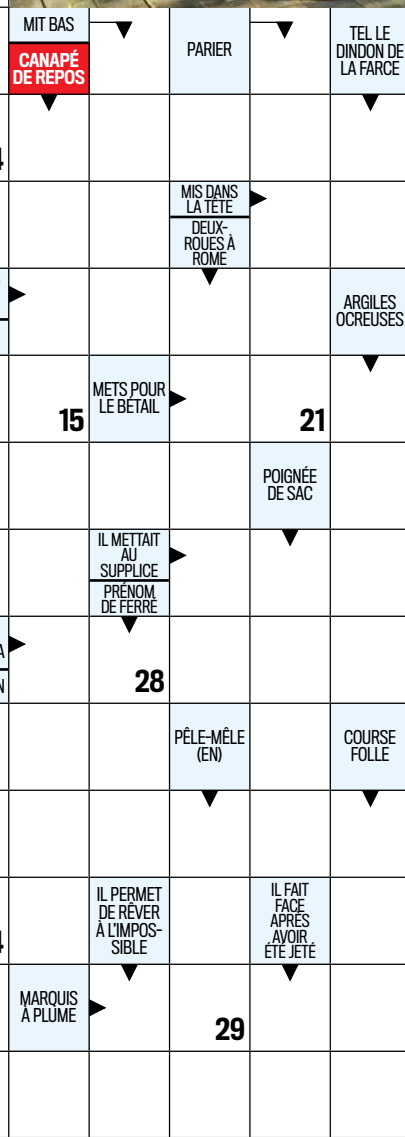 MIT BAS
CANAPÉ
DE REPOS
PARIER
TEL LE
DINDON DE
LA FARCE
4
MIS DANS
LA TÊTE
DEUX-
ROUES À
ROME
ARGILES
OCREUSES
15
METS POUR
LE BÉTAIL
21
POIGNÉE
DE SAC
IL METTAIT
AU
SUPPLICE
PRÉNOM
DE FERRÉ
A
N
28
PÊLE-MÊLE
(EN)
COURSE
FOLLE
4
IL PERMET
DE RÊVER
À L'IMPOS-
SIBLE
IL FAIT
FACE
APRÈS
AVOIR
ÉTÉ JETÉ
MARQUIS
À PLUME
29